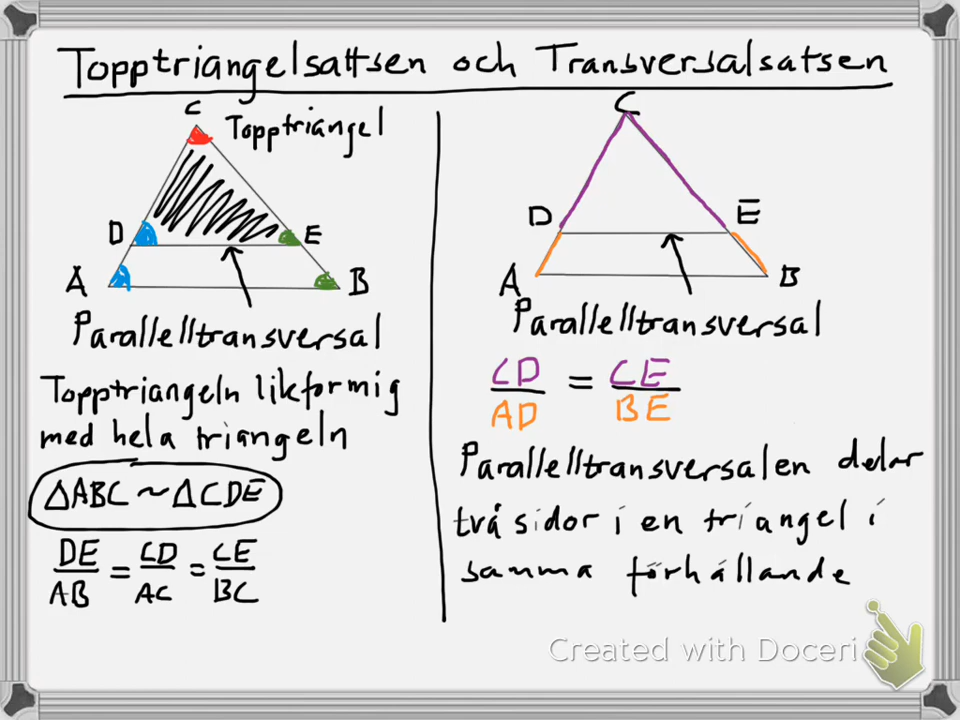 Topptriangelsattsen och Transversalsatsen
C
Topptriangel
D
E
A
B
Parallelltransversal
Topptriangeln likformig
med hela triangeln
△ABC ~ △CDE
DE/AB = CD/AC = CE/BC
C
D
E
A
B
Parallelltransversal
CD/AD = CE/BE
Parallelltransversalen delar
två sidor i en triangel i
samma förhållande
Created with Doceri